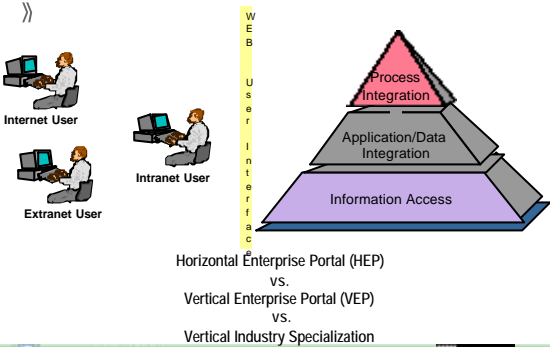 》
Internet User
Extranet User
Intranet User
WEB User Interface
Process
Integration
Application/Data
Integration
Information Access
Horizontal Enterprise Portal (HEP)
vs.
Vertical Enterprise Portal (VEP)
vs.
Vertical Industry Specialization